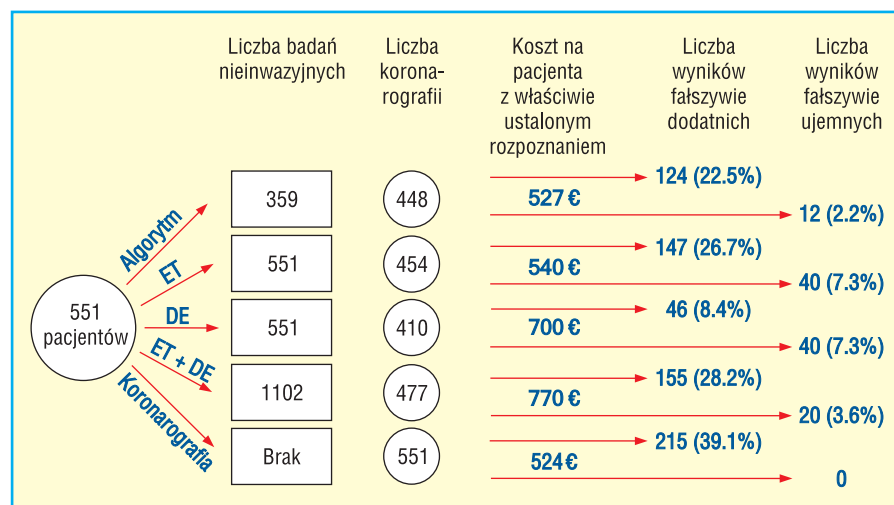 Liczba badań
nieinwazyjnych
Liczba
korona-
rografii
Koszt na
pacjenta
z właściwie
ustalonym
rozpoznaniem
Liczba
wyników
fałszywie
dodatnich
Liczba
wyników
fałszywie
ujemnych
551
pacjentów
Algorytm
359
448
527 €
124 (22.5%)
12 (2.2%)
ET
551
454
540 €
147 (26.7%)
40 (7.3%)
DE
551
410
700 €
46 (8.4%)
40 (7.3%)
ET + DE
1102
477
770 €
155 (28.2%)
20 (3.6%)
Koronarografia
Brak
551
524 €
215 (39.1%)
0